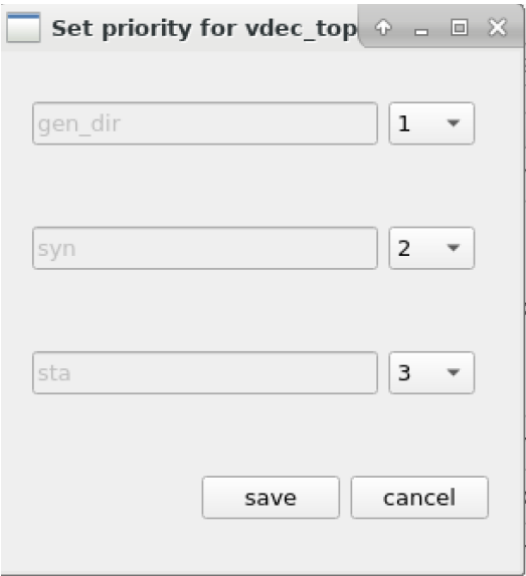 Set priority for vdec_top
gen_dir 1
syn 2
sta 3
save cancel